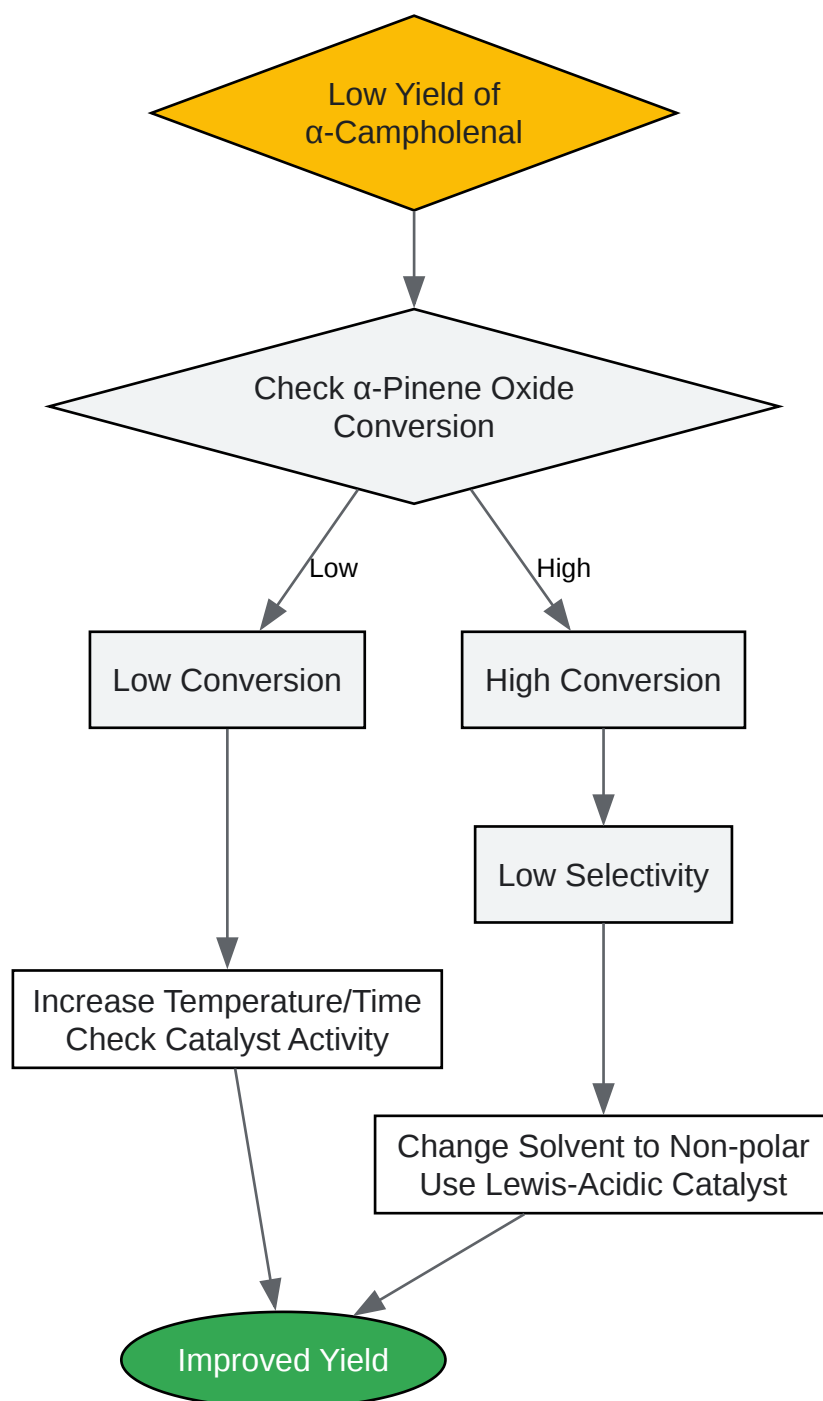 Low Yield of
α-Campholenal
Check α-Pinene Oxide
Conversion
Low
High
Low Conversion
High Conversion
Low Selectivity
Increase Temperature/Time
Check Catalyst Activity
Change Solvent to Non-polar
Use Lewis-Acidic Catalyst
Improved Yield